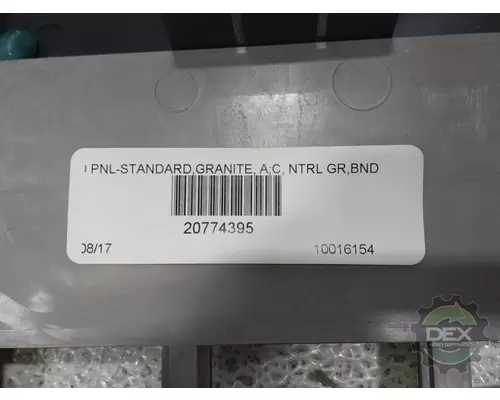 PNL-STANDARD,GRANITE, A;C, NTRL GR,BND
20774395
08/17
10016154
DEX